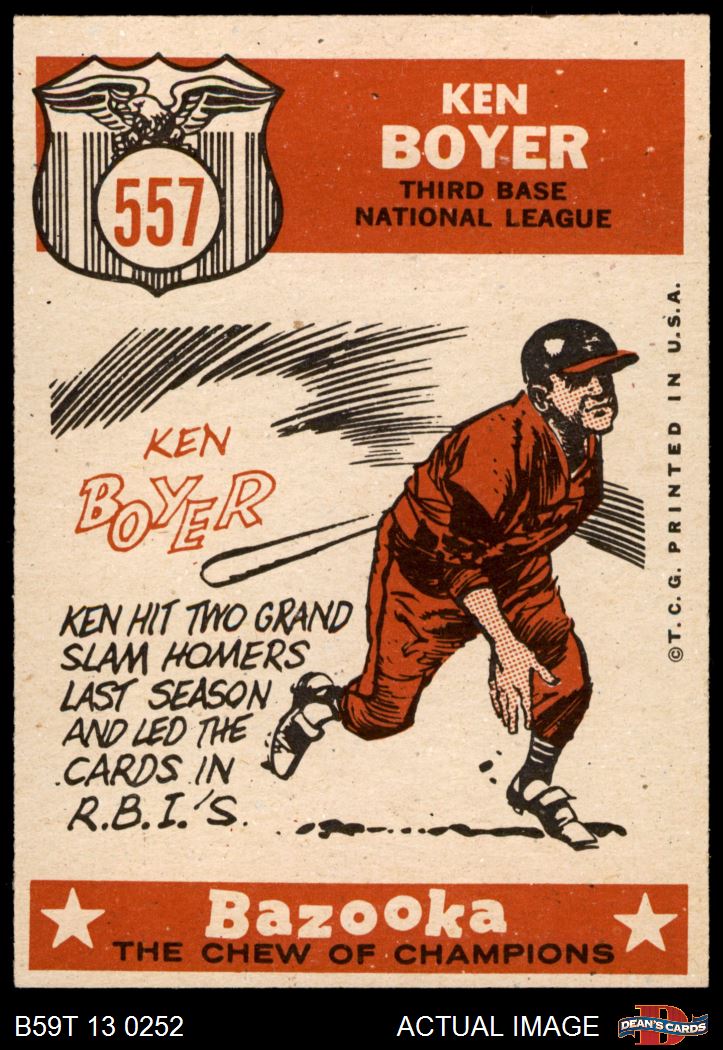 557
KEN
BOYER
THIRD BASE
NATIONAL LEAGUE
KEN
BOYER
KEN HIT TWO GRAND
SLAM HOMERS
LAST SEASON
AND LED THE
CARDS IN
R.B.I.'S.
© T. C. G. PRINTED IN U.S.A.
Bazooka
THE CHEW OF CHAMPIONS
B59T 13 0252
ACTUAL IMAGE
D
DEAN'S CARDS